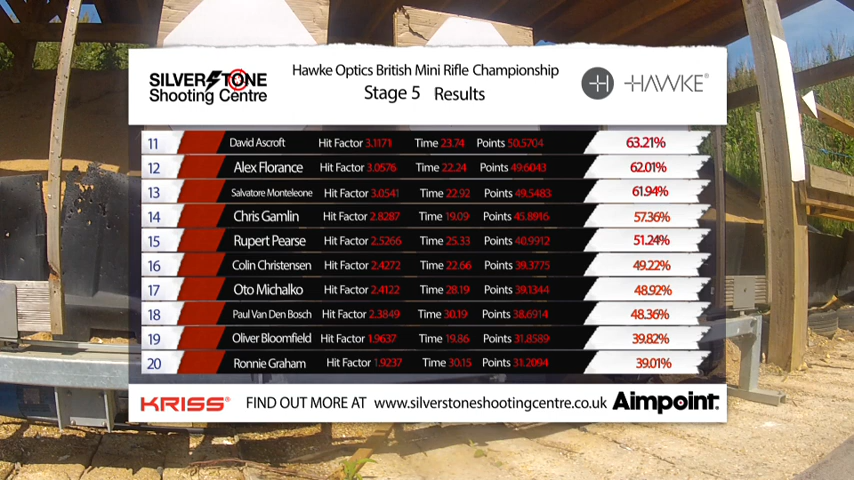 SILVERSTONE
Shooting Centre
Hawke Optics British Mini Rifle Championship
Stage 5 Results
HAWKE®
11 David Ascroft Hit Factor 3.1171 Time 23.74 Points 50.5704 63.21%
12 Alex Florance Hit Factor 3.0576 Time 22.24 Points 49.6043 62.01%
13 Salvatore Monteleone Hit Factor 3.0541 Time 22.92 Points 49.5483 61.94%
14 Chris Gamlin Hit Factor 2.8287 Time 19.09 Points 45.8916 57.36%
15 Rupert Pearse Hit Factor 2.5266 Time 25.33 Points 40.9912 51.24%
16 Colin Christensen Hit Factor 2.4272 Time 22.66 Points 39.3775 49.22%
17 Oto Michalko Hit Factor 2.4122 Time 28.19 Points 39.1344 48.92%
18 Paul Van Den Bosch Hit Factor 2.3849 Time 30.19 Points 38.6914 48.36%
19 Oliver Bloomfield Hit Factor 1.9637 Time 19.86 Points 31.8589 39.82%
20 Ronnie Graham Hit Factor 1.9237 Time 30.15 Points 31.2094 39.01%
KRISS® FIND OUT MORE AT www.silverstoneshootingcentre.co.uk Aimpoint®